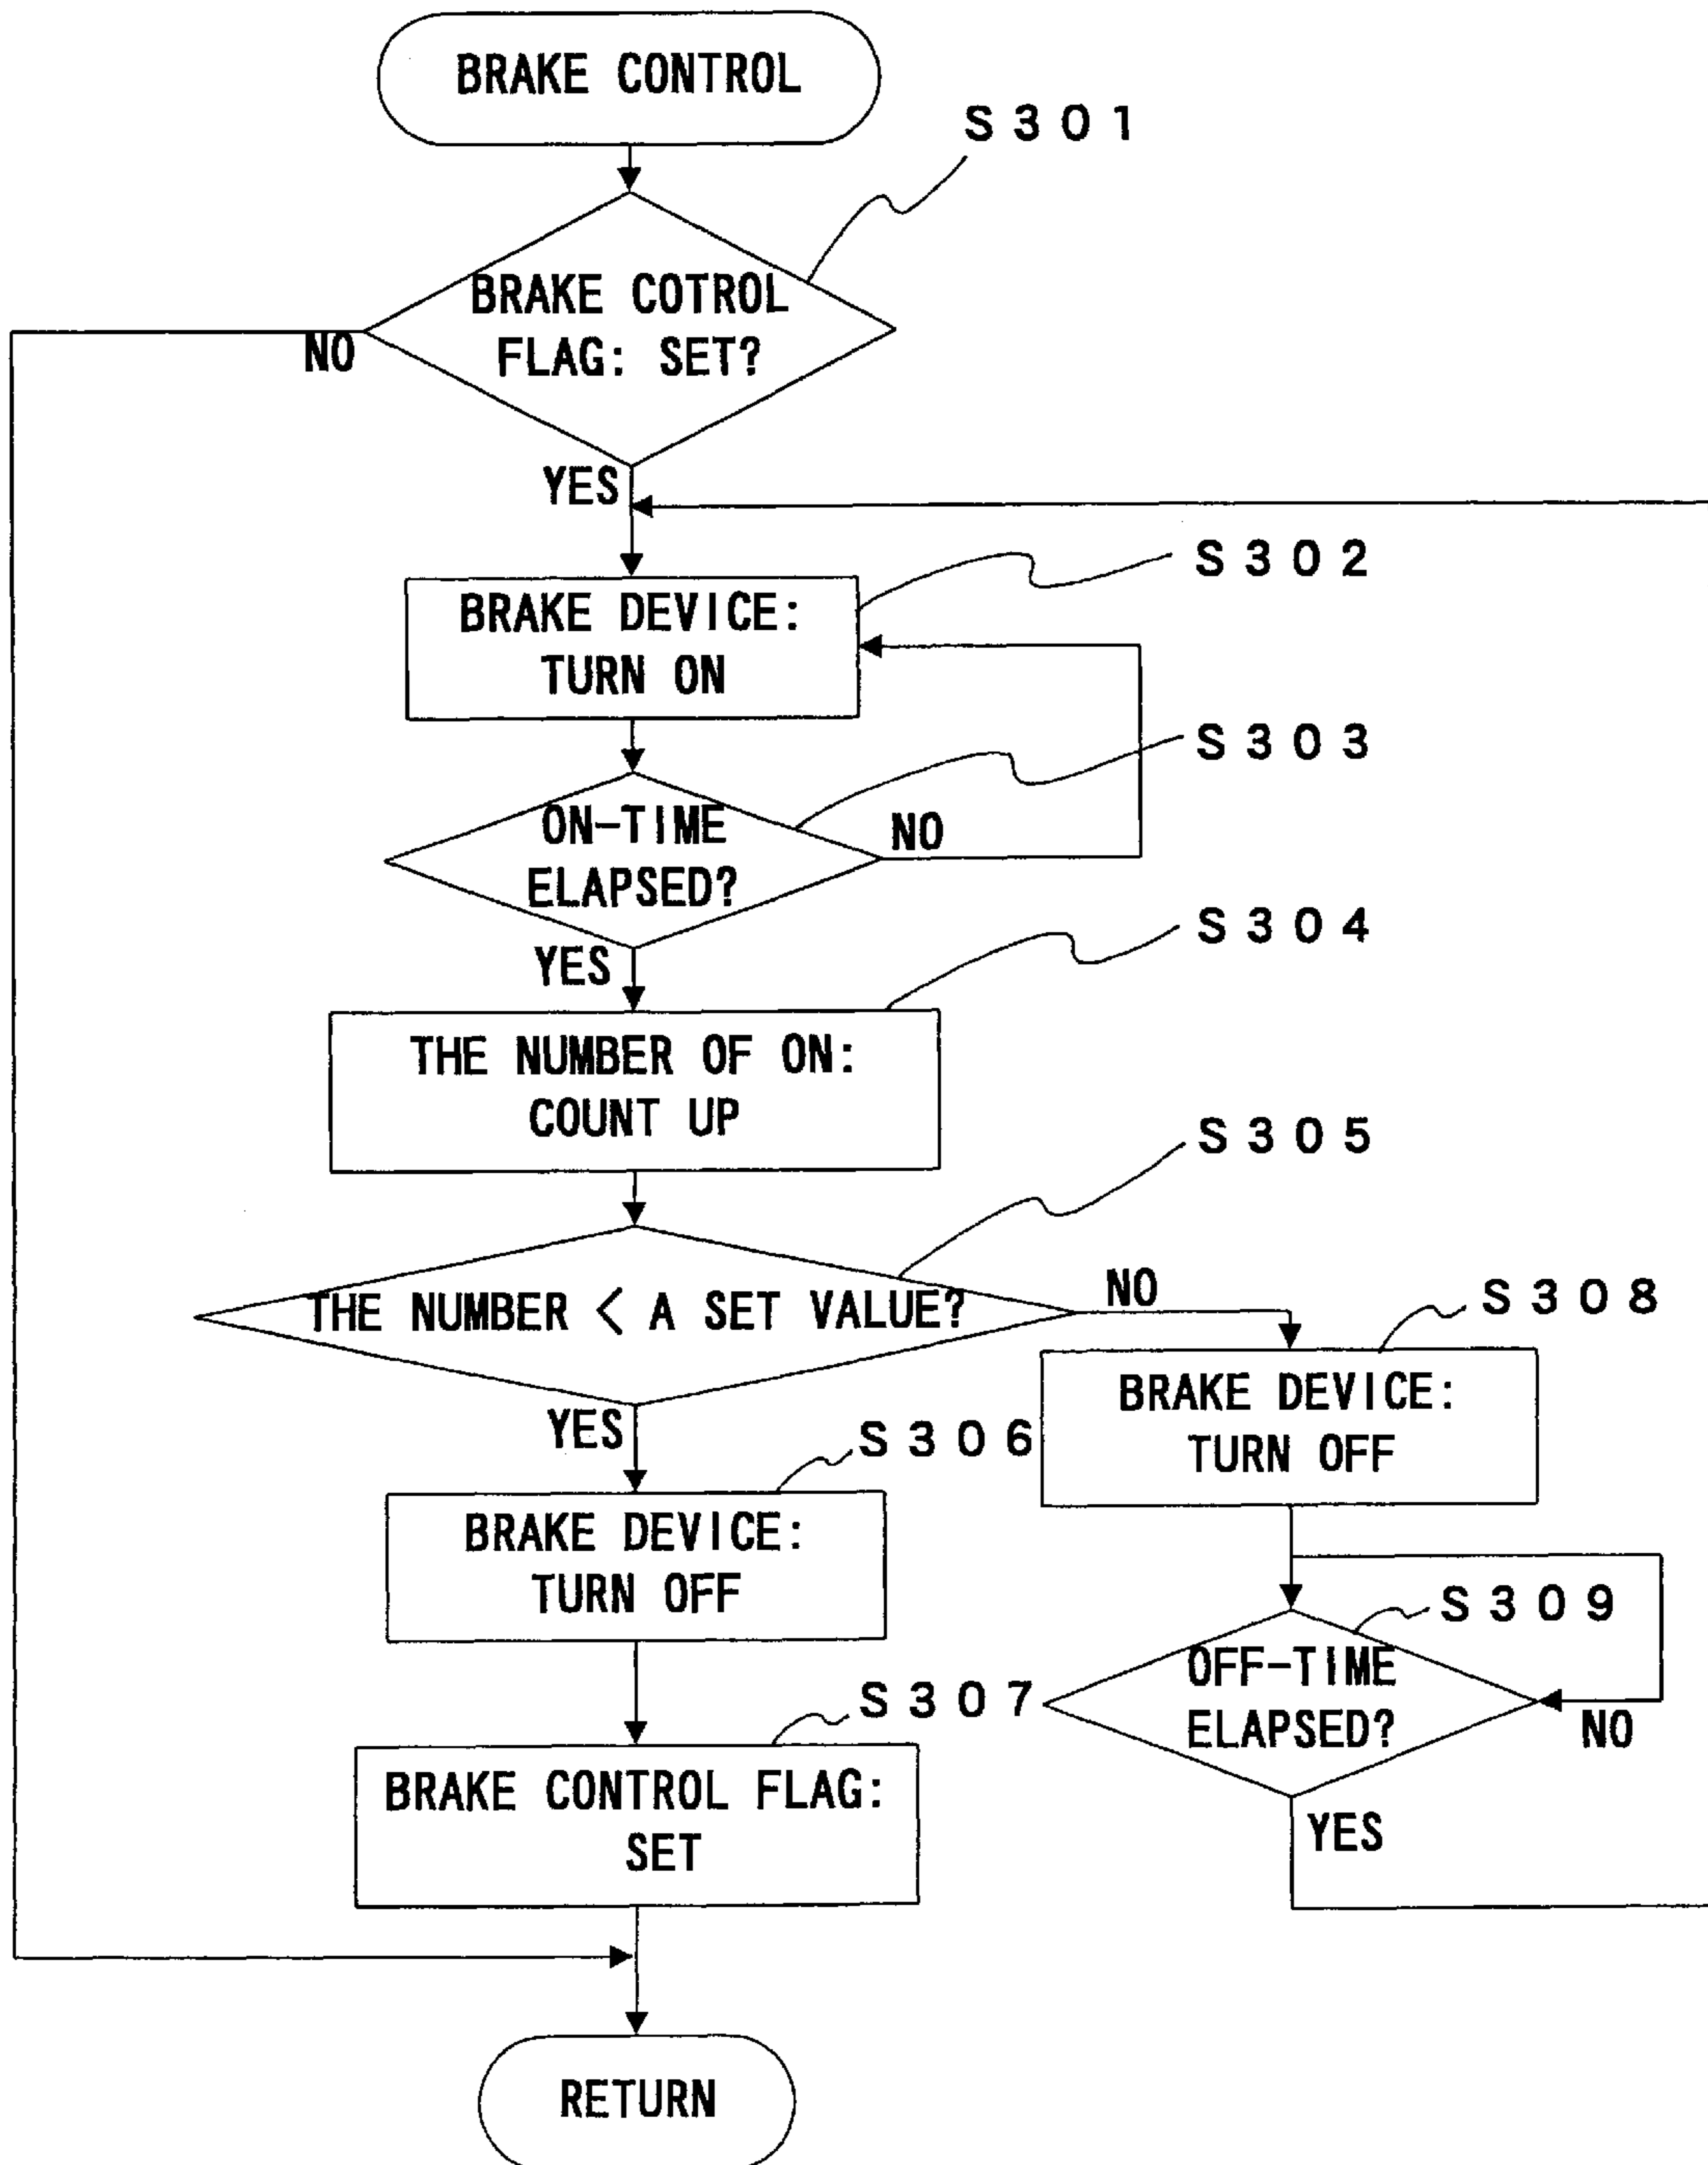 BRAKE CONTROL
S301
BRAKE COTROL
FLAG: SET?
NO
YES
S302
BRAKE DEVICE:
TURN ON
S303
ON-TIME
ELAPSED?
NO
YES
S304
THE NUMBER OF ON:
COUNT UP
S305
THE NUMBER < A SET VALUE?
NO
YES
S308
BRAKE DEVICE:
TURN OFF
S306
BRAKE DEVICE:
TURN OFF
S309
OFF-TIME
ELAPSED?
NO
YES
S307
BRAKE CONTROL FLAG:
SET
RETURN